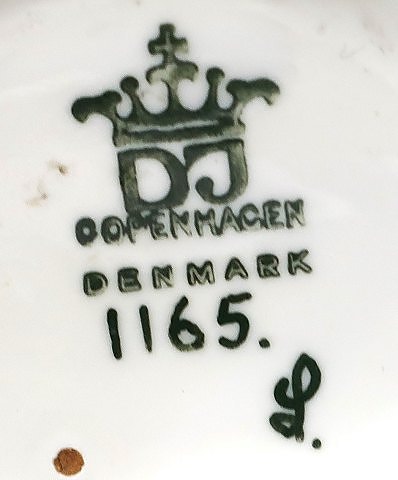 DJ
COPENHAGEN
DENMARK
1165.
L.